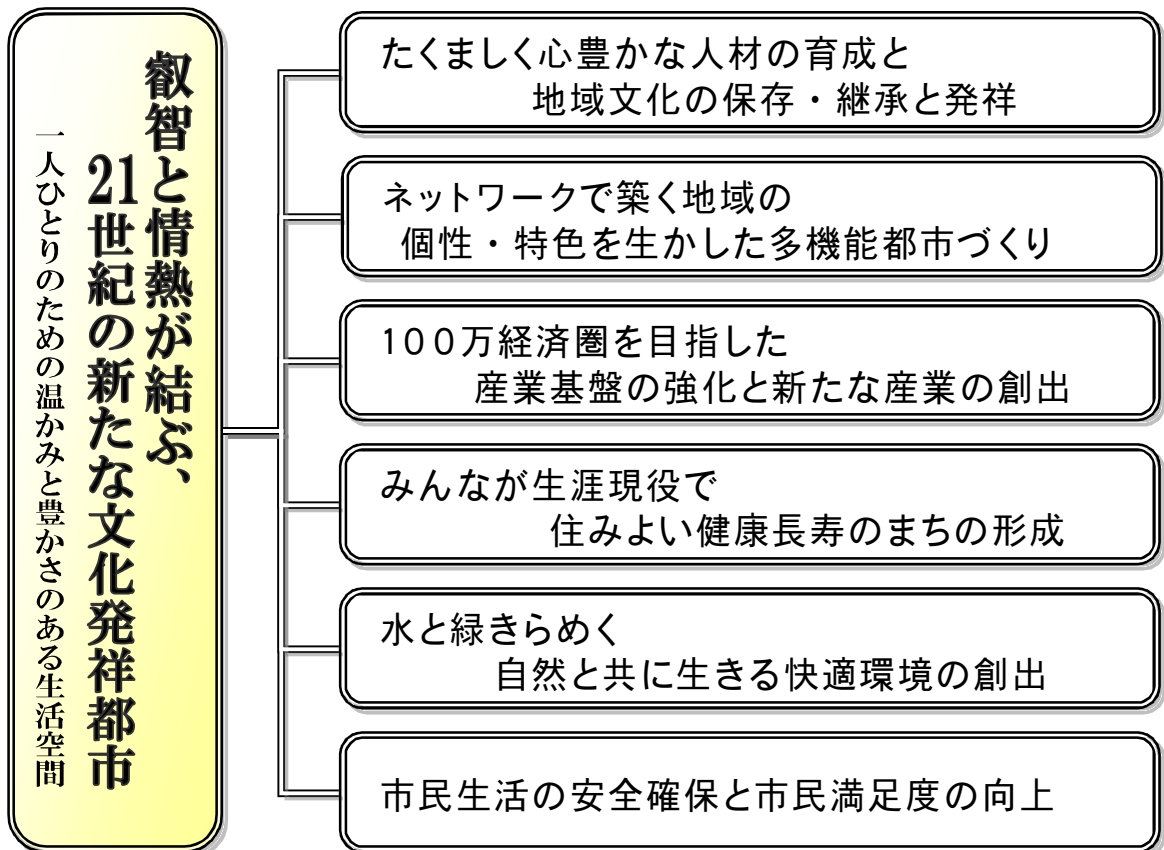 叡智と情熱が結ぶ、
21世紀の新たな文化発祥都市
一人ひとりのための温かみと豊かさのある生活空間
たくましく心豊かな人材の育成と
地域文化の保存・継承と発祥
ネットワークで築く地域の
個性・特色を生かした多機能都市づくり
100万経済圏を目指した
産業基盤の強化と新たな産業の創出
みんなが生涯現役で
住みよい健康長寿のまちの形成
水と緑きらめく
自然と共に生きる快適環境の創出
市民生活の安全確保と市民満足度の向上